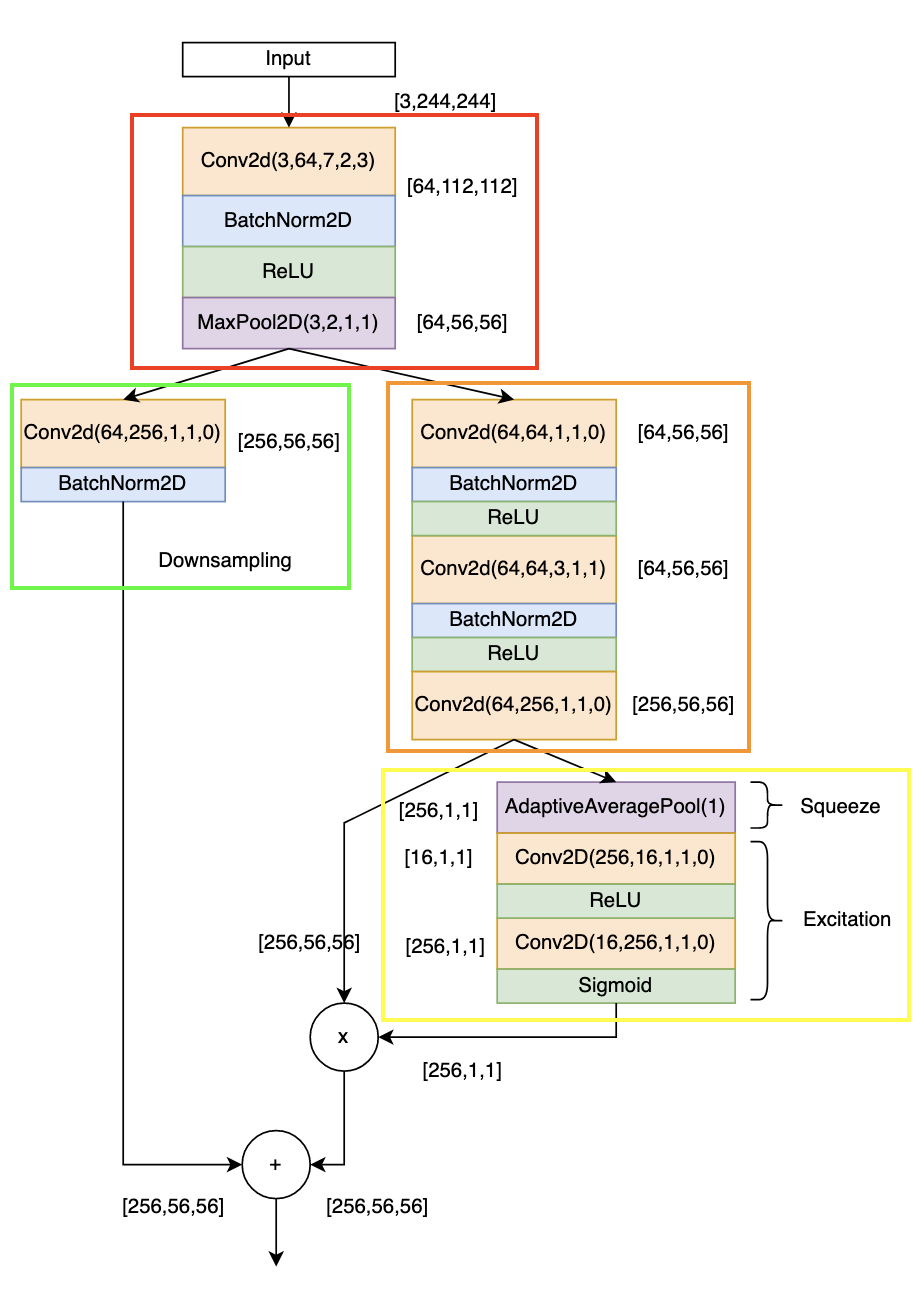 Input
[3,244,244]
Conv2d(3,64,7,2,3)
[64,112,112]
BatchNorm2D
ReLU
MaxPool2D(3,2,1,1)
[64,56,56]
Conv2d(64,256,1,1,0)
[256,56,56]
BatchNorm2D
Downsampling
Conv2d(64,64,1,1,0)
[64,56,56]
BatchNorm2D
ReLU
Conv2d(64,64,3,1,1)
[64,56,56]
BatchNorm2D
ReLU
Conv2d(64,256,1,1,0)
[256,56,56]
[256,1,1]
AdaptiveAveragePool(1)
Squeeze
[16,1,1]
Conv2D(256,16,1,1,0)
ReLU
Excitation
[256,56,56]
[256,1,1]
Conv2D(16,256,1,1,0)
Sigmoid
x
[256,1,1]
+
[256,56,56]
[256,56,56]